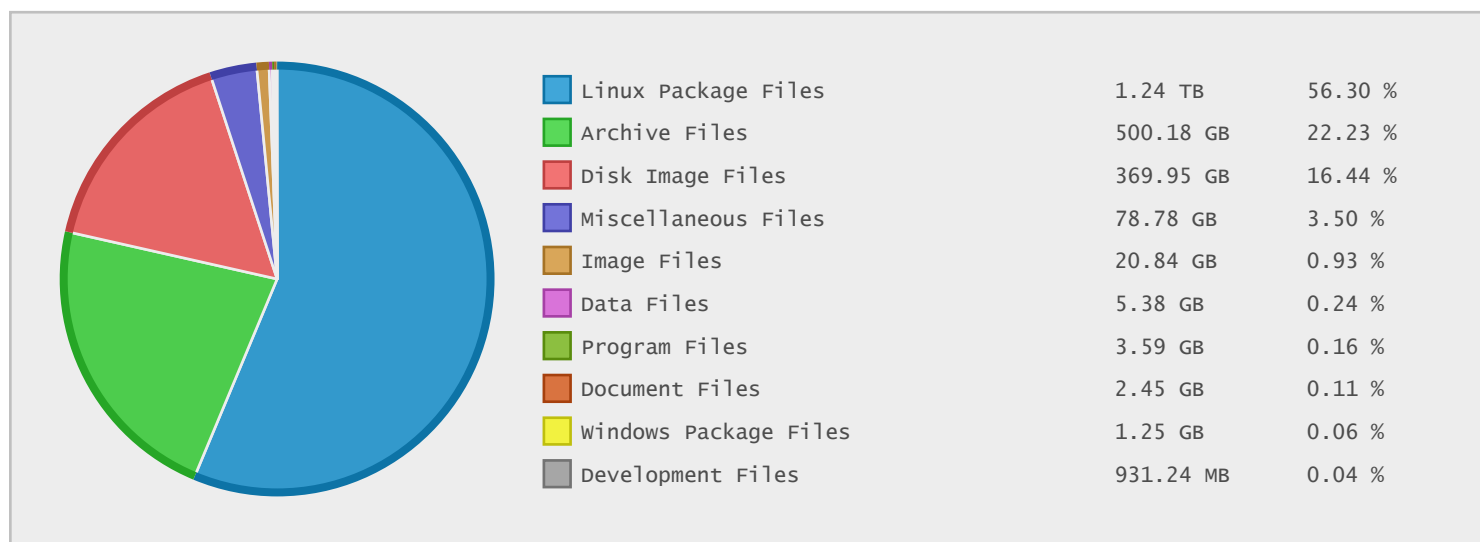 Linux Package Files 1.24 TB 56.30 %
Archive Files 500.18 GB 22.23 %
Disk Image Files 369.95 GB 16.44 %
Miscellaneous Files 78.78 GB 3.50 %
Image Files 20.84 GB 0.93 %
Data Files 5.38 GB 0.24 %
Program Files 3.59 GB 0.16 %
Document Files 2.45 GB 0.11 %
Windows Package Files 1.25 GB 0.06 %
Development Files 931.24 MB 0.04 %